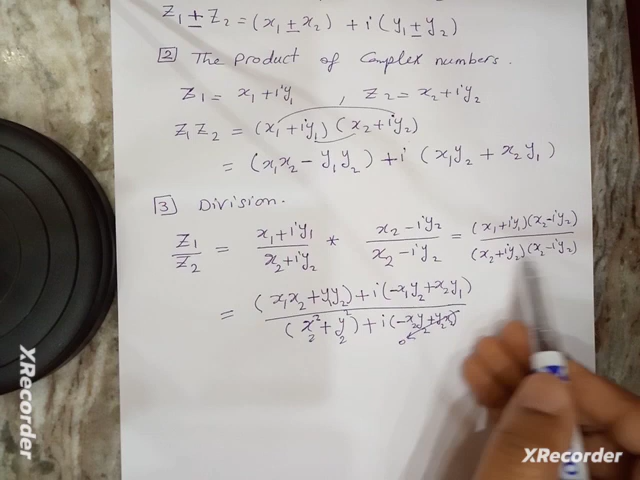 Z₁ ± Z₂ = (x₁ ± x₂) + i (y₁ ± y₂)
2 The product of Complex numbers.
Z₁ = x₁ + iy₁ , Z₂ = x₂ + iy₂
Z₁Z₂ = (x₁ + iy₁) (x₂ + iy₂)
= (x₁x₂ - y₁y₂) + i (x₁y₂ + x₂y₁)
3 Division.
Z₁/Z₂ = (x₁ + iy₁)/(x₂ + iy₂) * (x₂ - iy₂)/(x₂ - iy₂) = (x₁ + iy₁)(x₂ - iy₂)/(x₂ + iy₂)(x₂ - iy₂)
= (x₁x₂ + y₁y₂) + i(-x₁y₂ + x₂y₁)/(x₂² + y₂²) + i(-x₂y₂ + y₂x₂) 0
XRecorder
XRecorder